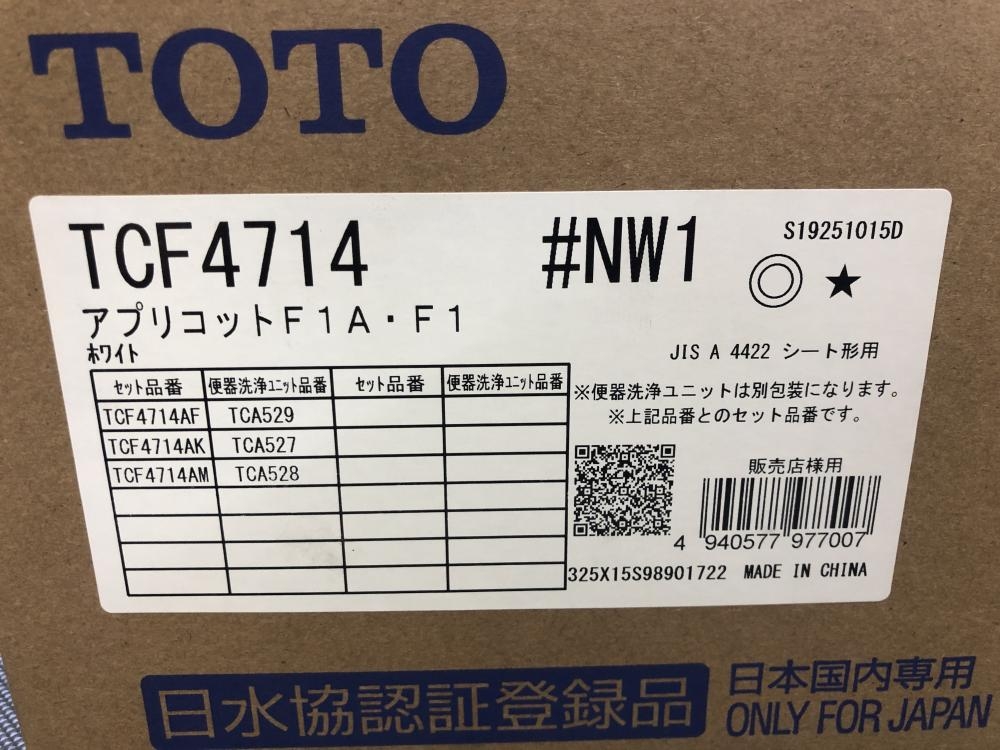 TOTO
TCF4714 #NW1 S19251015D
アプリコットF1A・F1
ホワイト
JIS A 4422 シート形用
セット品番 便器洗浄ユニット品番 セット品番 便器洗浄ユニット品番
TCF4714AF TCA529
TCF4714AK TCA527
TCF4714AM TCA528
※便器洗浄ユニットは別包装になります。
※上記品番とのセット品番です。
販売店様用
4 940577 977007
325X15S98901722 MADE IN CHINA
日水協認証登録品
日本国内専用
ONLY FOR JAPAN